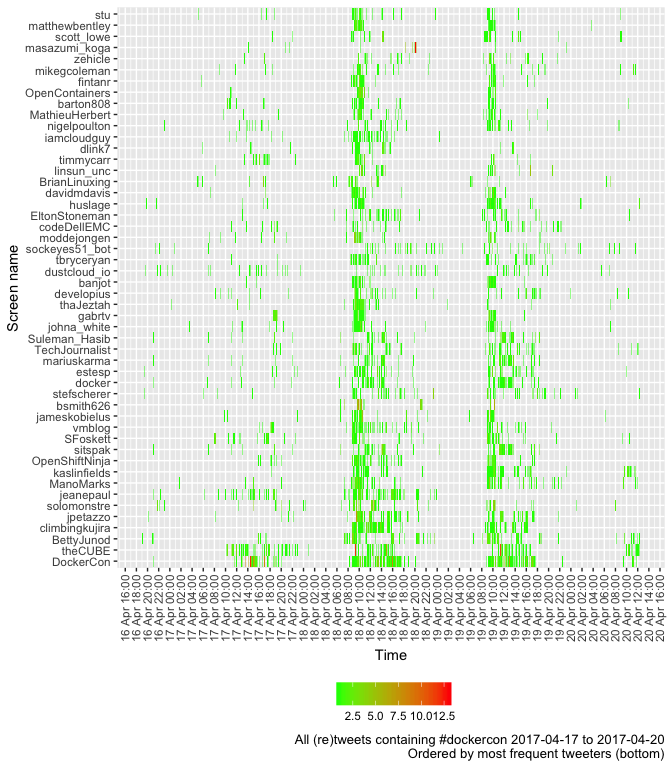 stu
matthewbentley
scott_lowe
masazumi_koga
zehicle
mikegcoleman
fintanr
OpenContainers
barton808
MathieuHerbert
nigelpoulton
iamcloudguy
dlink7
timmycarr
linsun_unc
BrianLinuxing
davidmdavis
huslage
EltonStoneman
codeDellEMC
moddejongen
sockeyes51_bot
tbryceryan
dustcloud_io
banjot
developius
thaJeztah
gabrtv
johna_white
Suleman_Hasib
TechJournalist
mariuskarma
estesp
docker
stefscherer
bsmith626
jameskobielus
vmblog
SFoskett
sitspak
OpenShiftNinja
kaslinfields
ManoMarks
jeanepaul
solomonstre
jpetazzo
climbingkujira
BettyJunod
theCUBE
DockerCon
Screen name
16 Apr 16:00
16 Apr 18:00
16 Apr 20:00
16 Apr 22:00
17 Apr 00:00
17 Apr 02:00
17 Apr 04:00
17 Apr 06:00
17 Apr 08:00
17 Apr 10:00
17 Apr 12:00
17 Apr 14:00
17 Apr 16:00
17 Apr 18:00
17 Apr 20:00
17 Apr 22:00
18 Apr 00:00
18 Apr 02:00
18 Apr 04:00
18 Apr 06:00
18 Apr 08:00
18 Apr 10:00
18 Apr 12:00
18 Apr 14:00
18 Apr 16:00
18 Apr 18:00
18 Apr 20:00
18 Apr 22:00
19 Apr 00:00
19 Apr 02:00
19 Apr 04:00
19 Apr 06:00
19 Apr 08:00
19 Apr 10:00
19 Apr 12:00
19 Apr 14:00
19 Apr 16:00
19 Apr 18:00
19 Apr 20:00
19 Apr 22:00
20 Apr 00:00
20 Apr 02:00
20 Apr 04:00
20 Apr 06:00
20 Apr 08:00
20 Apr 10:00
20 Apr 12:00
20 Apr 14:00
20 Apr 16:00
Time
2.5 5.0 7.5 10.0 12.5
All (re)tweets containing #dockercon 2017-04-17 to 2017-04-20
Ordered by most frequent tweeters (bottom)